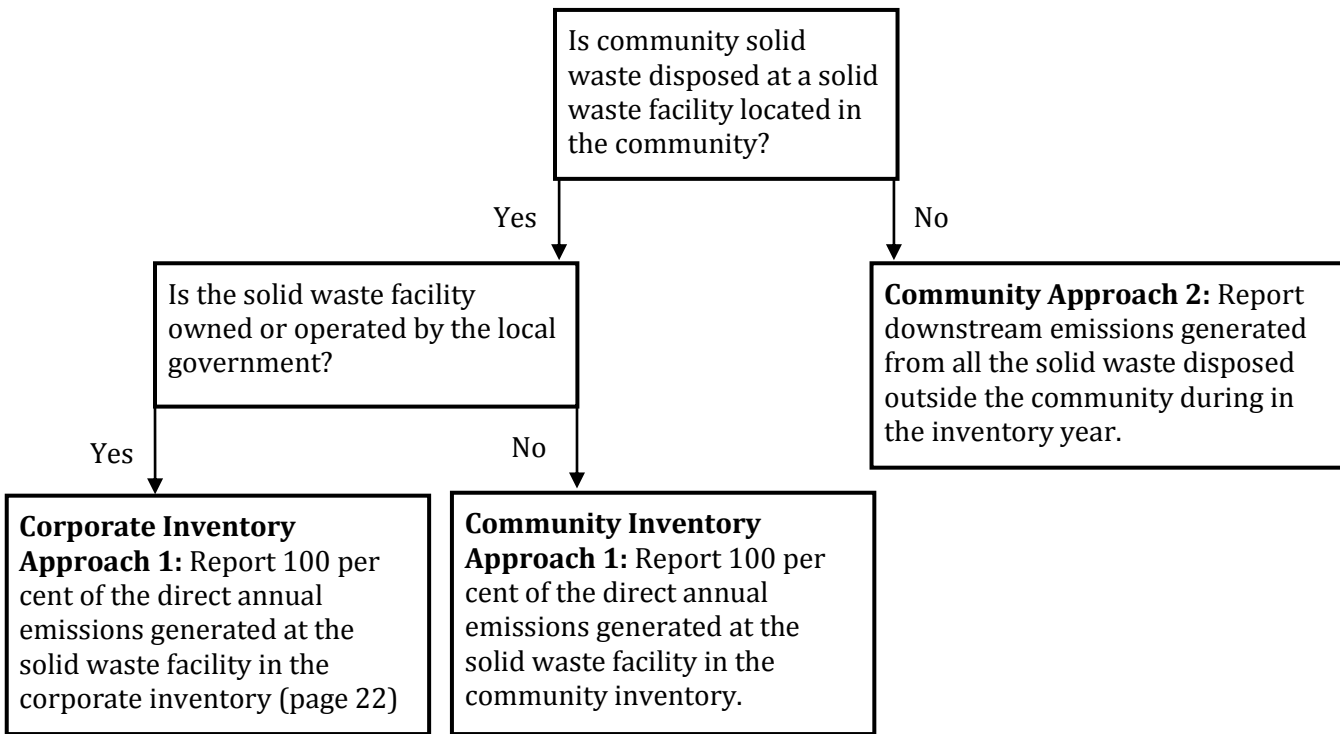 Is community solid
waste disposed at a solid
waste facility located in
the community?
Yes
No
Is the solid waste facility
owned or operated by the local
government?
Community Approach 2: Report
downstream emissions generated
from all the solid waste disposed
outside the community during in
the inventory year.
Yes
No
Corporate Inventory
Approach 1: Report 100 per
cent of the direct annual
emissions generated at the
solid waste facility in the
corporate inventory (page 22)
Community Inventory
Approach 1: Report 100 per
cent of the direct annual
emissions generated at the
solid waste facility in the
community inventory.